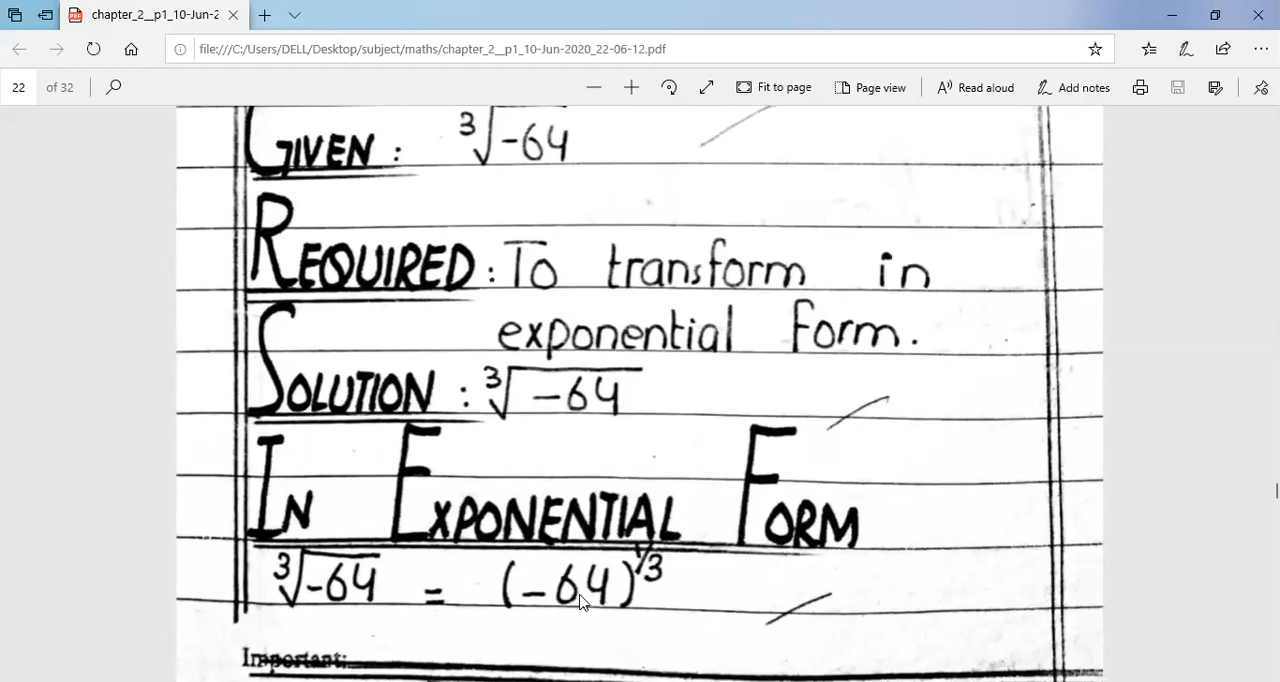 chapter_2_p1_10-Jun-2
file:///C:/Users/DELL/Desktop/subject/maths/chapter_2__p1_10-Jun-2020_22-06-12.pdf
22 of 32 Fit to page Page view Read aloud Add notes
GIVEN : ∛-64
REQUIRED : To transform in
exponential form.
SOLUTION : ∛-64
IN EXPONENTIAL FORM
∛-64 = (-64)^1/3
Important: